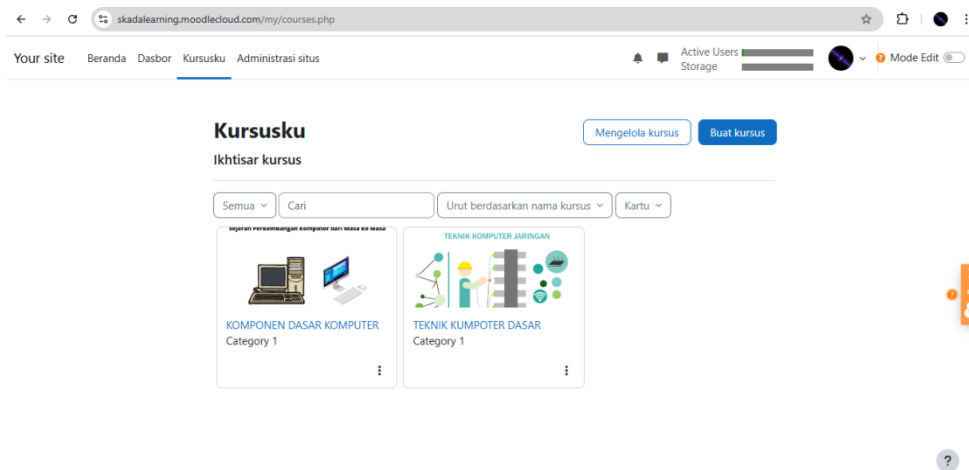 skadalearning.moodlecloud.com/my/courses.php
Your site Beranda Dasbor Kursusku Administrasi situs Active Users Storage Mode Edit
Kursusku
Mengelola kursus Buat kursus
Ikhtisar kursus
Semua Cari Urut berdasarkan nama kursus Kartu
Sejarah Perkembangan Komputer dari Masa Ke Masa
TEKNIK KOMPUTER JARINGAN
KOMPONEN DASAR KOMPUTER
Category 1
TEKNIK KUMPOTER DASAR
Category 1
?